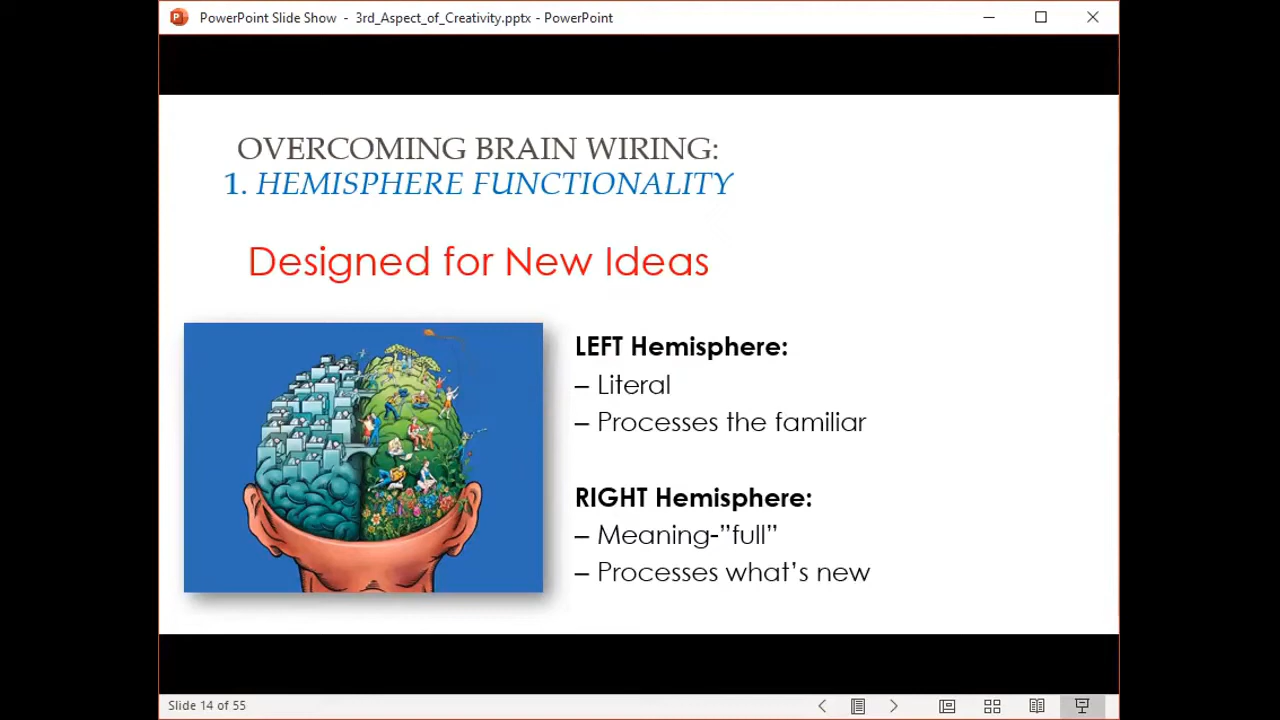 PowerPoint Slide Show - 3rd_Aspect_of_Creativity.pptx - PowerPoint
OVERCOMING BRAIN WIRING:
1. HEMISPHERE FUNCTIONALITY
Designed for New Ideas
LEFT Hemisphere:
– Literal
– Processes the familiar
RIGHT Hemisphere:
– Meaning-”full”
– Processes what’s new
Slide 14 of 55